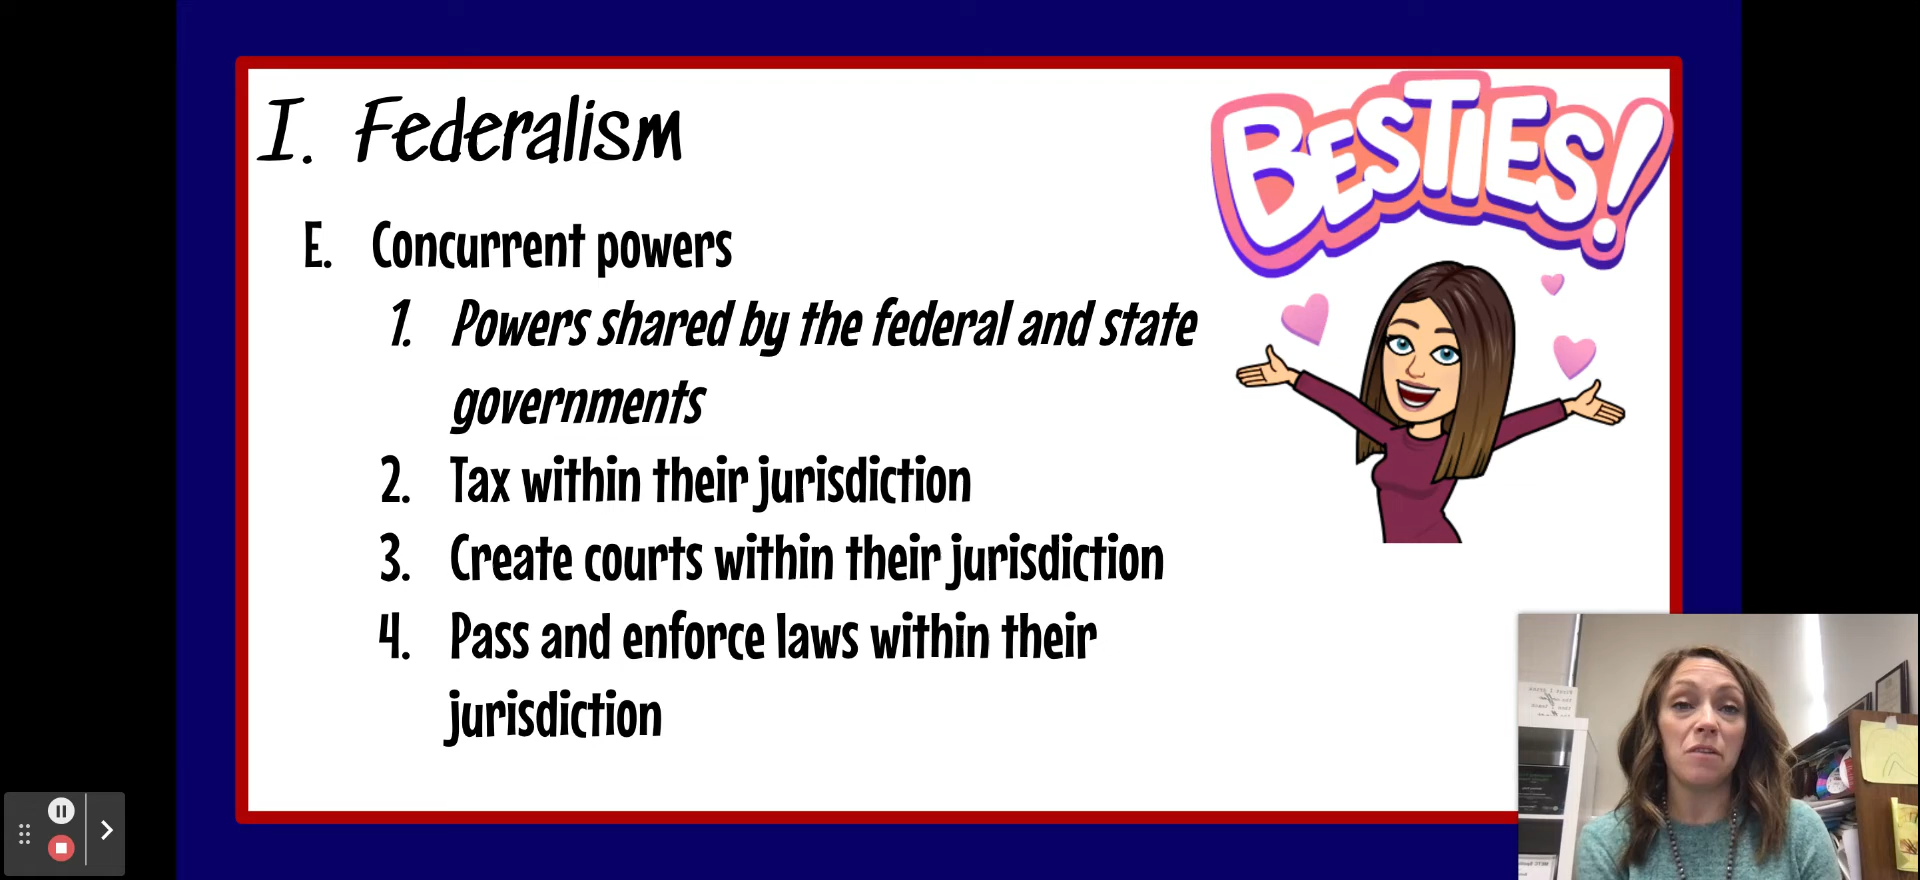 I. Federalism
BESTIES!
E. Concurrent powers
1. Powers shared by the federal and state
governments
2. Tax within their jurisdiction
3. Create courts within their jurisdiction
4. Pass and enforce laws within their
jurisdiction